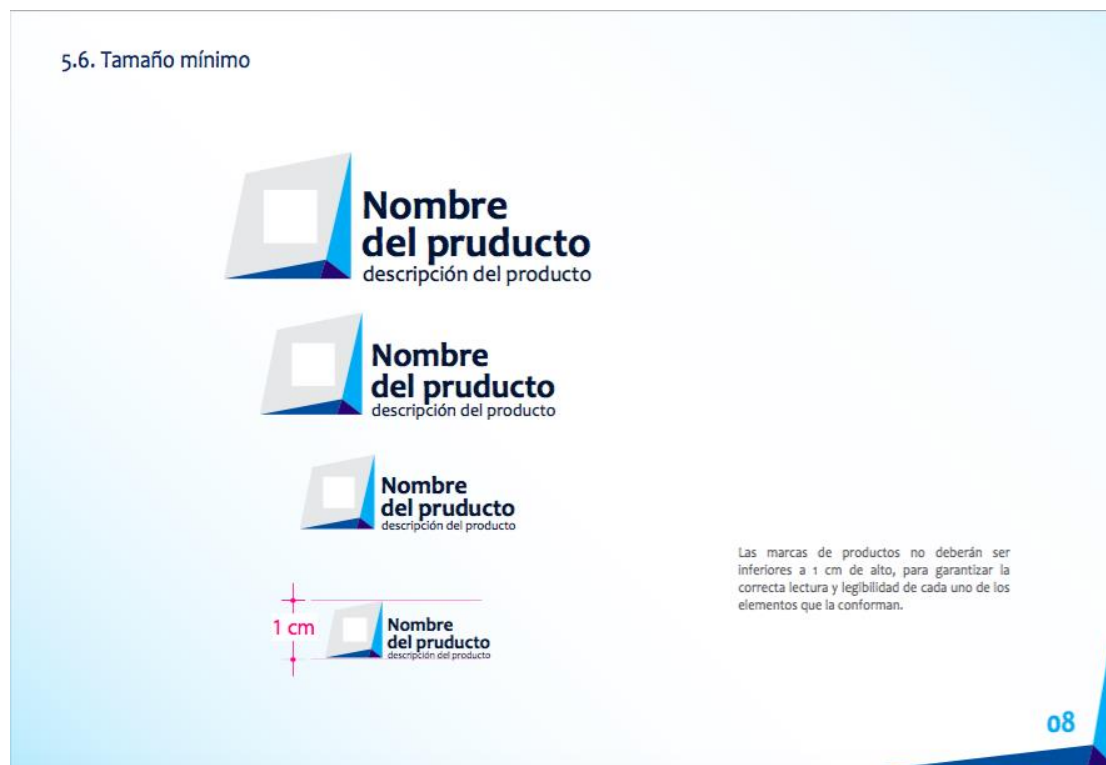 5.6. Tamaño mínimo
Nombre
del pruducto
descripción del producto
Nombre
del pruducto
descripción del producto
Nombre
del pruducto
descripción del producto
1 cm
Nombre
del pruducto
descripción del producto
Las marcas de productos no deberán ser
inferiores a 1 cm de alto, para garantizar la
correcta lectura y legibilidad de cada uno de los
elementos que la conforman.
08